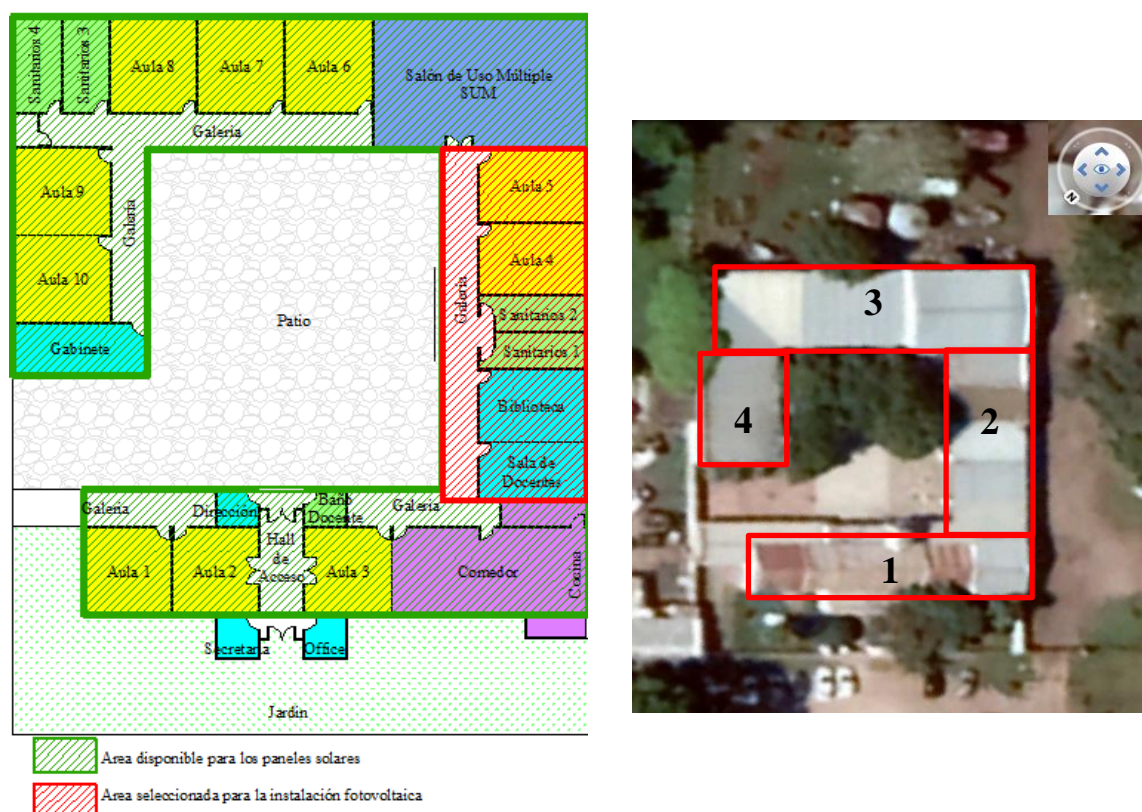 Sanitarios 4
Sanitarios 3
Aula 8
Aula 7
Aula 6
Salón de Uso Múltiple
SUM
Galería
Aula 9
Galería
Aula 5
Aula 10
Aula 4
Galería
Patio
Sanitarios 2
Gabinete
Sanitarios 1
Biblioteca
Sala de
Docentes
Galería
Dirección
Baño
Docente
Galería
Hall
de
Acceso
Aula 1
Aula 2
Aula 3
Comedor
Cocina
Secretaria
Office
Jardin
Area disponible para los paneles solares
Area seleccionada para la instalación fotovoltaica
N
3
2
4
1